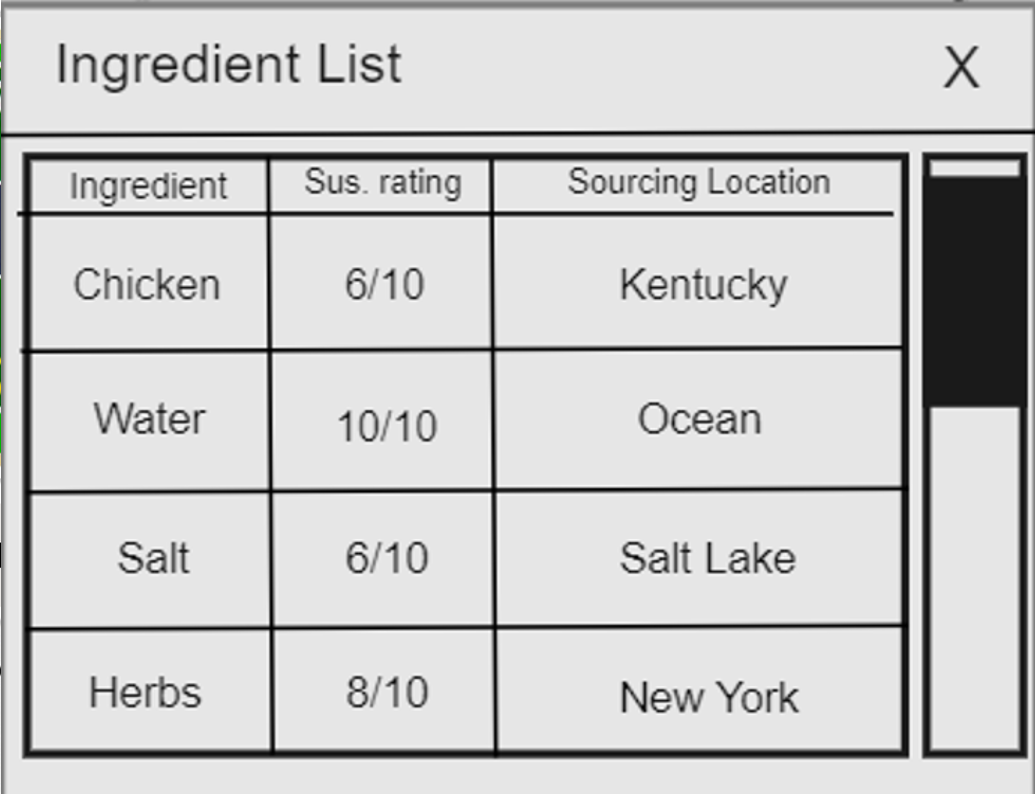 Ingredient List X
Ingredient Sus. rating Sourcing Location
Chicken 6/10 Kentucky
Water 10/10 Ocean
Salt 6/10 Salt Lake
Herbs 8/10 New York